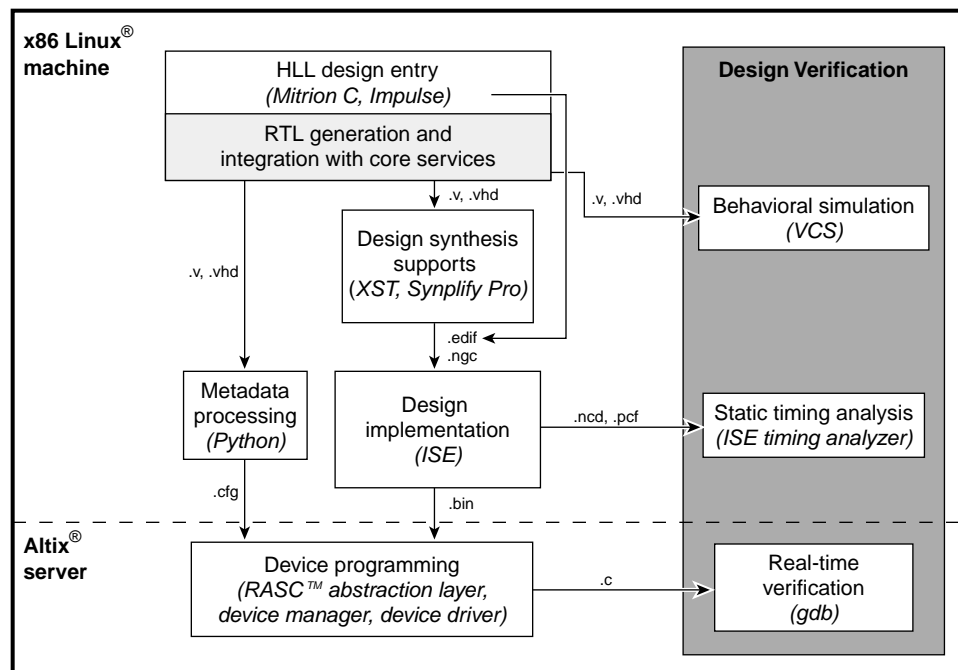 x86 Linux®
machine
HLL design entry
(Mitrion C, Impulse)
RTL generation and
integration with core services
Design Verification
.v, .vhd
.v, .vhd
Behavioral simulation
(VCS)
Design synthesis
supports
(XST, Synplify Pro)
.v, .vhd
.edif
.ngc
Metadata
processing
(Python)
Design
implementation
(ISE)
.ncd, .pcf
Static timing analysis
(ISE timing analyzer)
.cfg
.bin
Altix®
server
Device programming
(RASC™ abstraction layer,
device manager, device driver)
.c
Real-time
verification
(gdb)